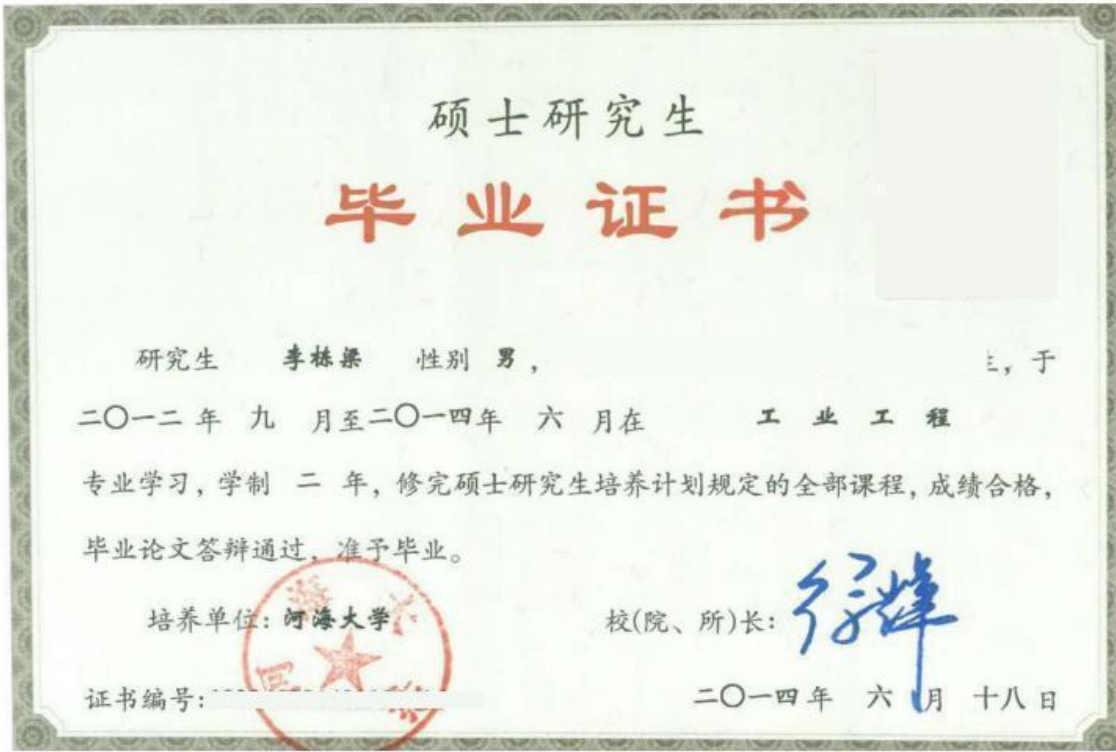 硕士研究生
毕业证书
研究生 李栋梁 性别 男， ，于
二〇一二年 九 月至二〇一四年 六 月在 工业工程
专业学习，学制 二 年，修完硕士研究生培养计划规定的全部课程，成绩合格，
毕业论文答辩通过，准予毕业。
培养单位：河海大学 校(院、所)长：徐辉
证书编号： 二〇一四年 六 月 十八 日